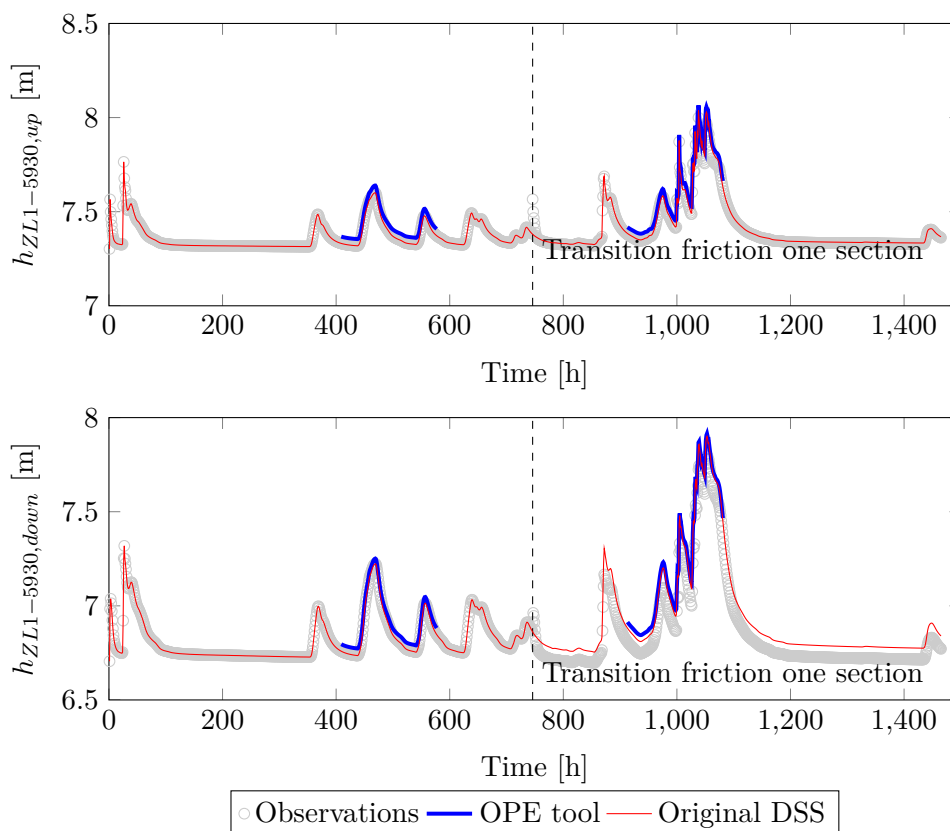 8.5
8
7.5
7
h_{ZL1−5930,up} [m]
Transition friction one section
0 200 400 600 800 1,000 1,200 1,400
Time [h]
8
7.5
7
6.5
h_{ZL1−5930,down} [m]
Transition friction one section
0 200 400 600 800 1,000 1,200 1,400
Time [h]
Observations OPE tool Original DSS